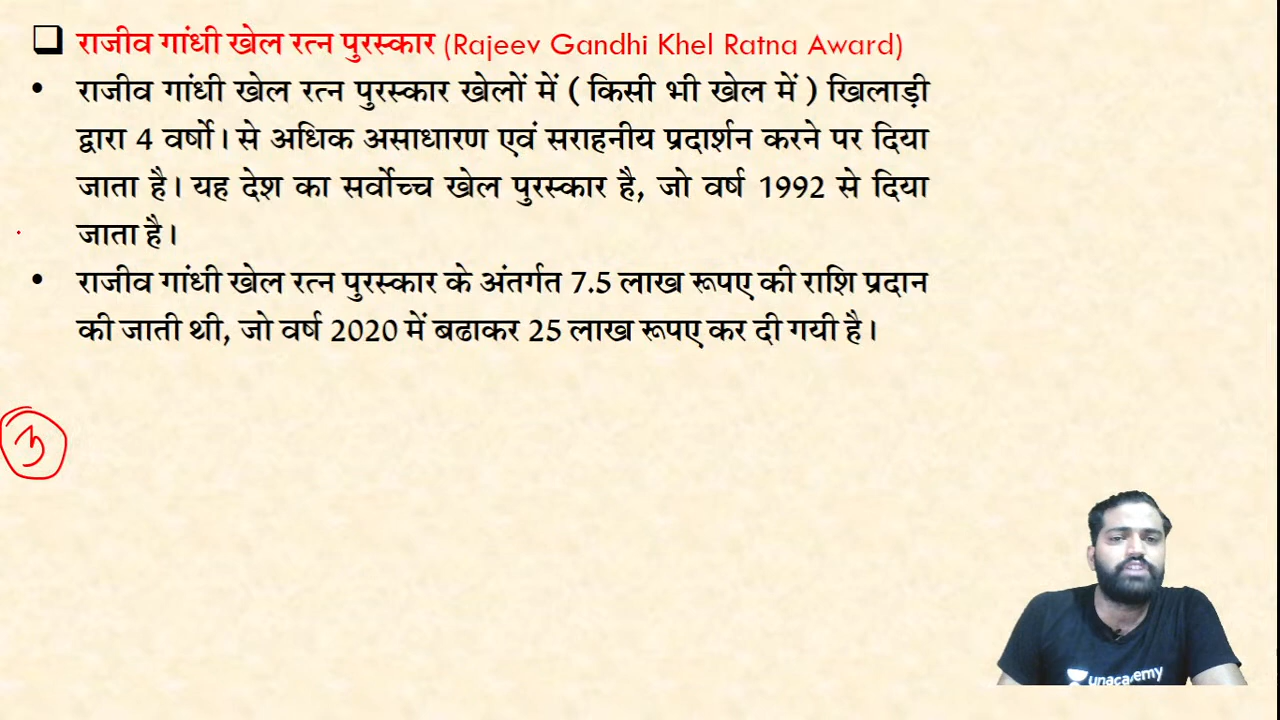 राजीव गांधी खेल रत्न पुरस्कार (Rajeev Gandhi Khel Ratna Award)
• राजीव गांधी खेल रत्न पुरस्कार खेलों में ( किसी भी खेल में ) खिलाड़ी
द्वारा 4 वर्षो। से अधिक असाधारण एवं सराहनीय प्रदार्शन करने पर दिया
जाता है। यह देश का सर्वोच्च खेल पुरस्कार है, जो वर्ष 1992 से दिया
जाता है।
• राजीव गांधी खेल रत्न पुरस्कार के अंतर्गत 7.5 लाख रूपए की राशि प्रदान
की जाती थी, जो वर्ष 2020 में बढाकर 25 लाख रूपए कर दी गयी है।
3
unacademy